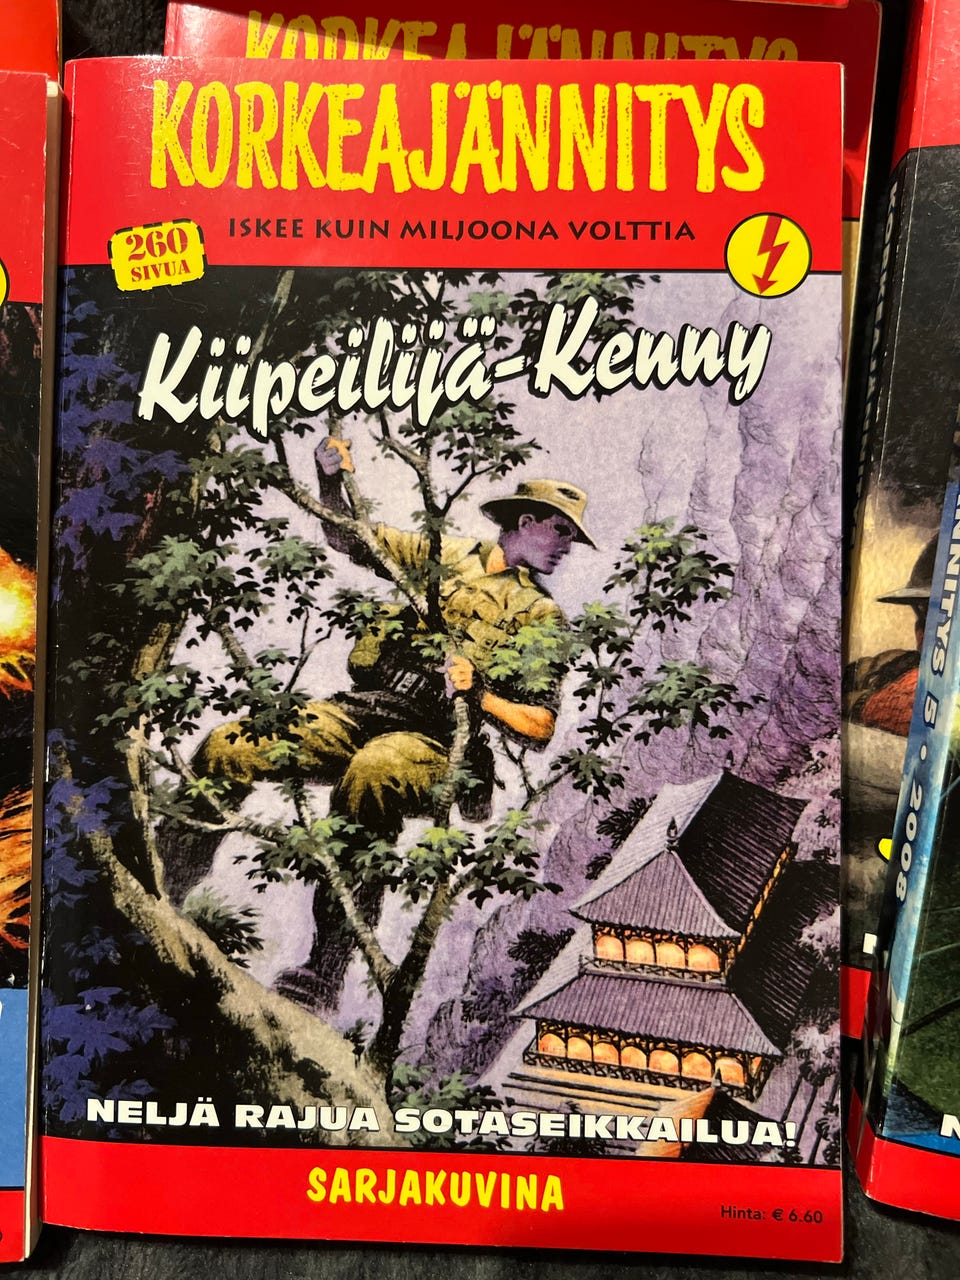 KORKEAJÄNNITYS
KORKEAJÄNNITYS
ISKEE KUIN MILJOONA VOLTTIA
260
SIVUA
Kiipeilijä-Kenny
NELJÄ RAJUA SOTASEIKKAILUA!
SARJAKUVINA
Hinta: € 6.60
NNITYS 5 • 2008